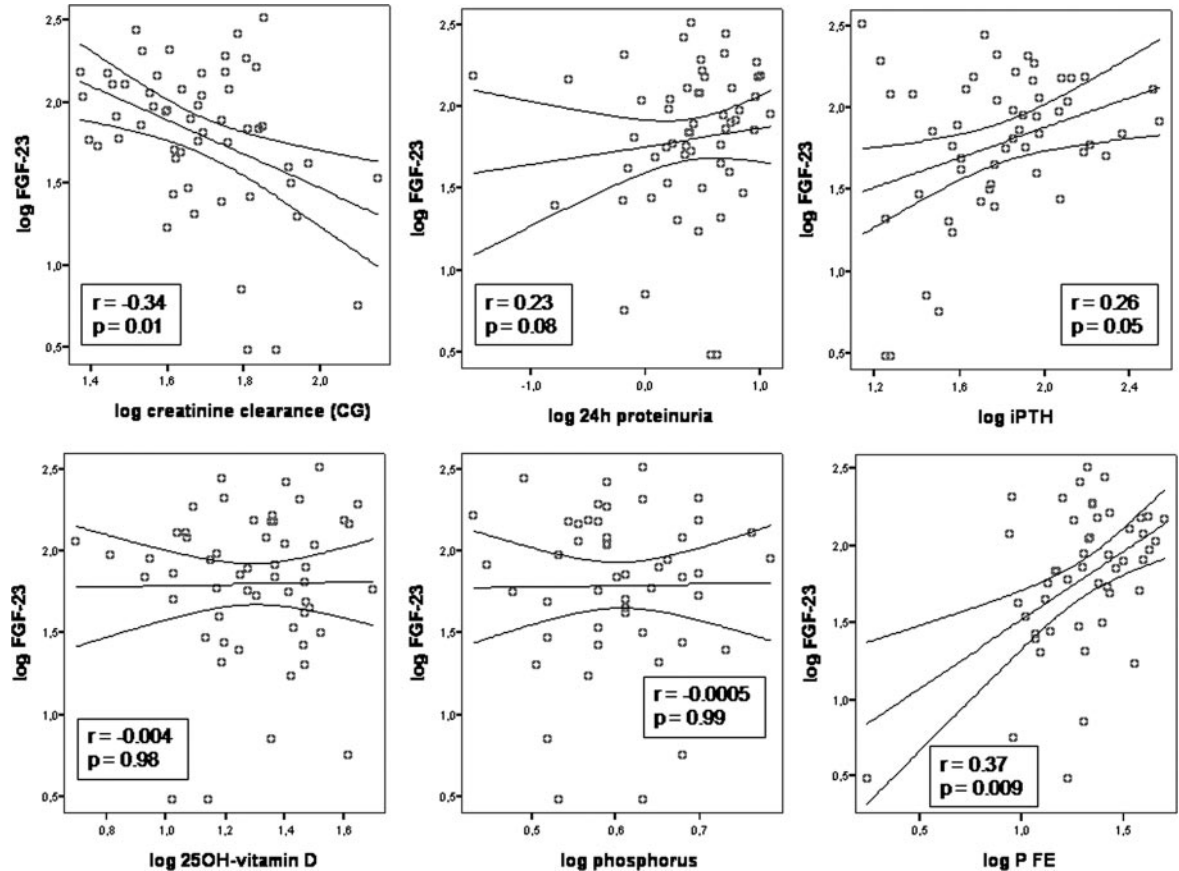 2,5
2,0
1,5
1,0
0,5
log FGF-23
r = -0.34
p = 0.01
1,4
1,6
1,8
2,0
log creatinine clearance (CG)
2,5
2,0
1,5
1,0
0,5
log FGF-23
r = 0.23
p = 0.08
-1,0
0,0
1,0
log 24h proteinuria
2,5
2,0
1,5
1,0
0,5
log FGF-23
r = 0.26
p = 0.05
1,2
1,6
2,0
2,4
log iPTH
2,5
2,0
1,5
1,0
0,5
log FGF-23
r = -0.004
p = 0.98
0,8
1,0
1,2
1,4
1,6
log 25OH-vitamin D
2,5
2,0
1,5
1,0
0,5
log FGF-23
r = -0.0005
p = 0.99
0,5
0,6
0,7
log phosphorus
2,5
2,0
1,5
1,0
0,5
log FGF-23
r = 0.37
p = 0.009
0,5
1,0
1,5
log P FE